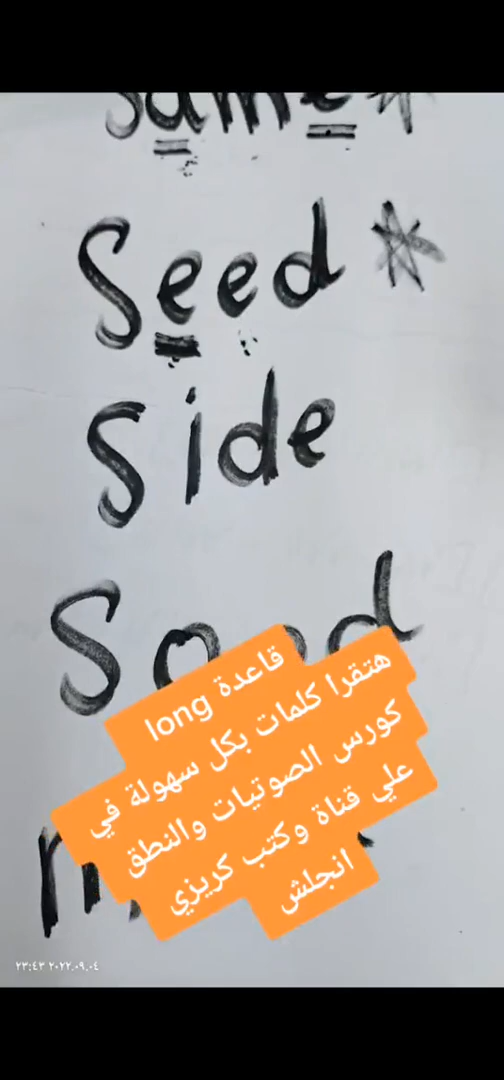 same*
Seed*
Side
قاعدة long
هتقرا كلمات بكل سهولة في
كورس الصوتيات والنطق
علي قناة وكتب كريزي
انجلش
٢٣:٤٣ ٢٠٢٢.٠٩.٠٤